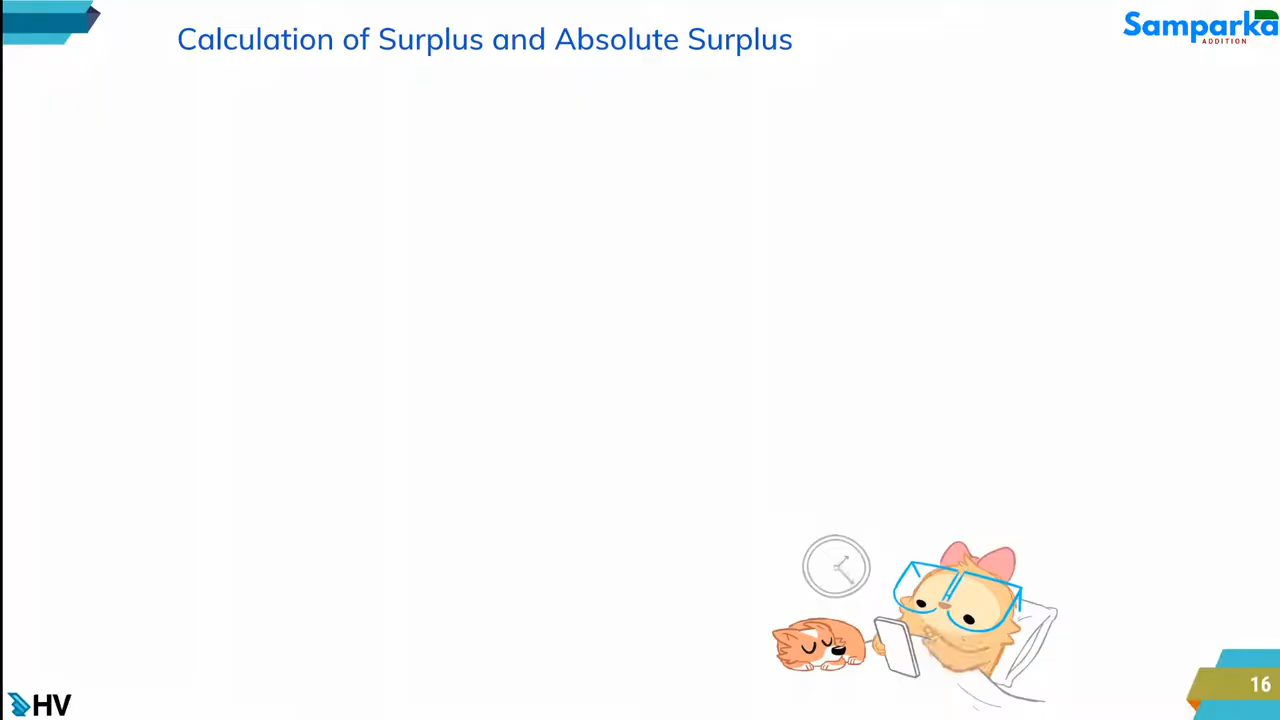 Calculation of Surplus and Absolute Surplus
Samparka
ADDITION
16
HV